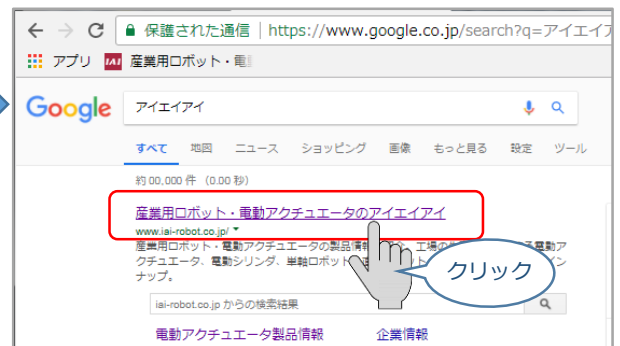 保護された通信 https://www.google.co.jp/search?q=アイエイア
アプリ IAI 産業用ロボット・電
Google アイエイアイ
すべて 地図 ニュース ショッピング 画像 もっと見る 設定 ツール
約 00,000 件 (0.00 秒)
産業用ロボット・電動アクチュエータのアイエイアイ
www.iai-robot.co.jp/
産業用ロボット・電動アクチュエータの製品情報 工場の 電動ア
クチュエータ、電動シリンダ、単軸ロボット イン
ナップ。
クリック
iai-robot.co.jp からの検索結果
電動アクチュエータ製品情報 企業情報